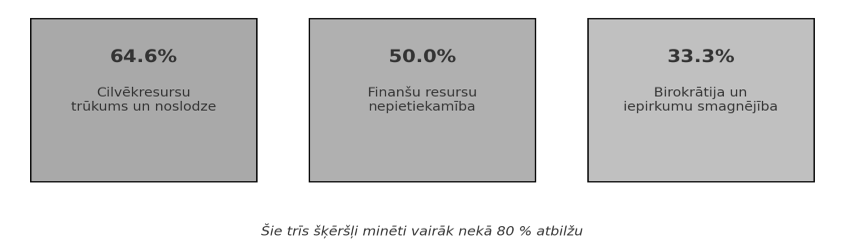 64.6%
Cilvēkresursu
trūkums un noslodze
50.0%
Finanšu resursu
nepietiekamība
33.3%
Birokrātija un
iepirkumu smagnējība
Šie trīs šķēršļi minēti vairāk nekā 80 % atbilžu